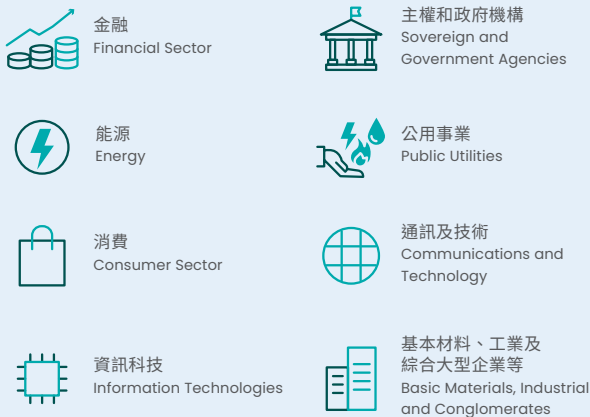 金融
Financial Sector
主權和政府機構
Sovereign and
Government Agencies
能源
Energy
公用事業
Public Utilities
消費
Consumer Sector
通訊及技術
Communications and
Technology
資訊科技
Information Technologies
基本材料、工業及
綜合大型企業等
Basic Materials, Industrial
and Conglomerates